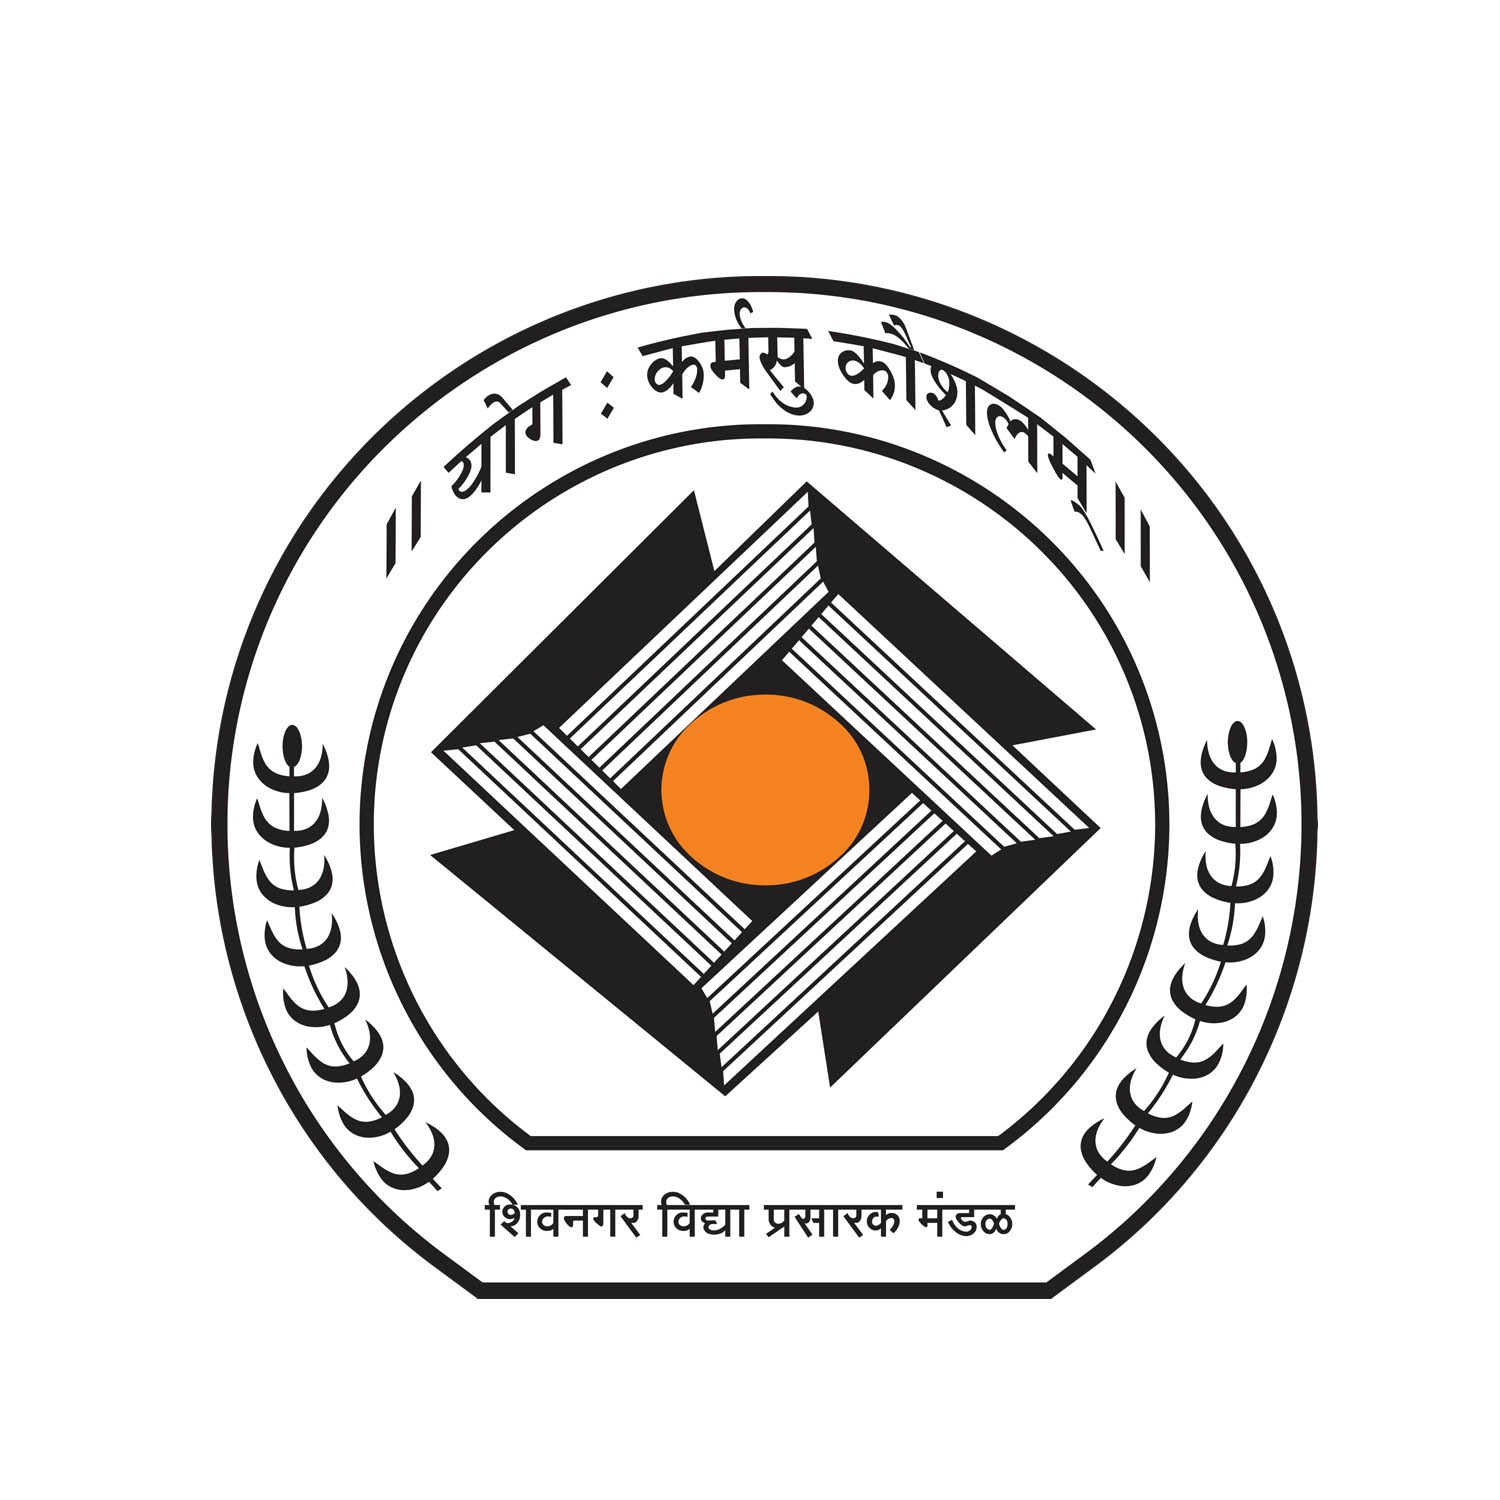 ।। योग : कर्मसु कौशलम् ।।
शिवनगर विद्या प्रसारक मंडळ